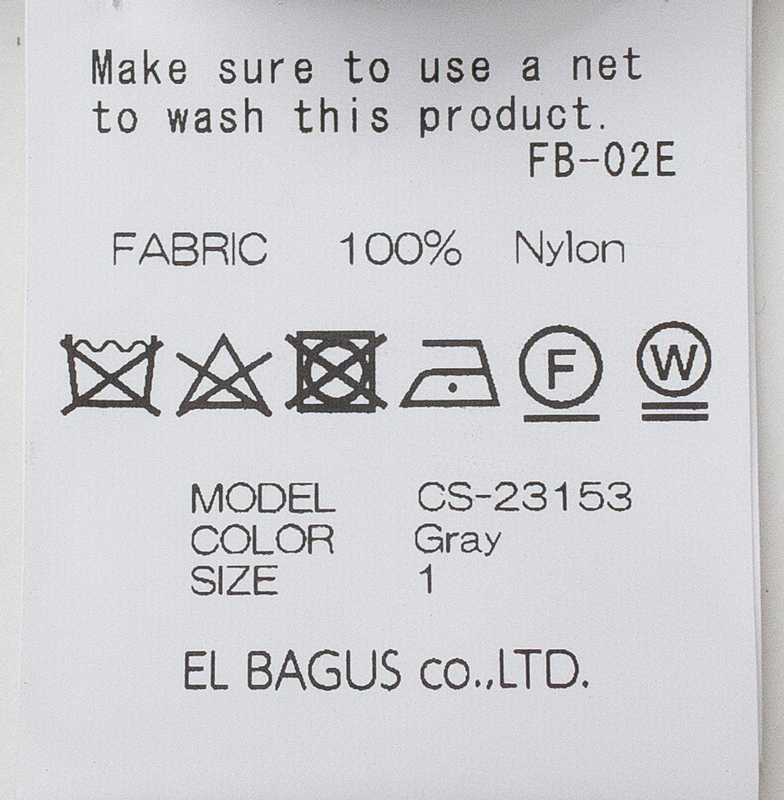 Make sure to use a net
to wash this product.
FB-02E
FABRIC 100% Nylon
F W
MODEL CS-23153
COLOR Gray
SIZE 1
EL BAGUS co.,LTD.